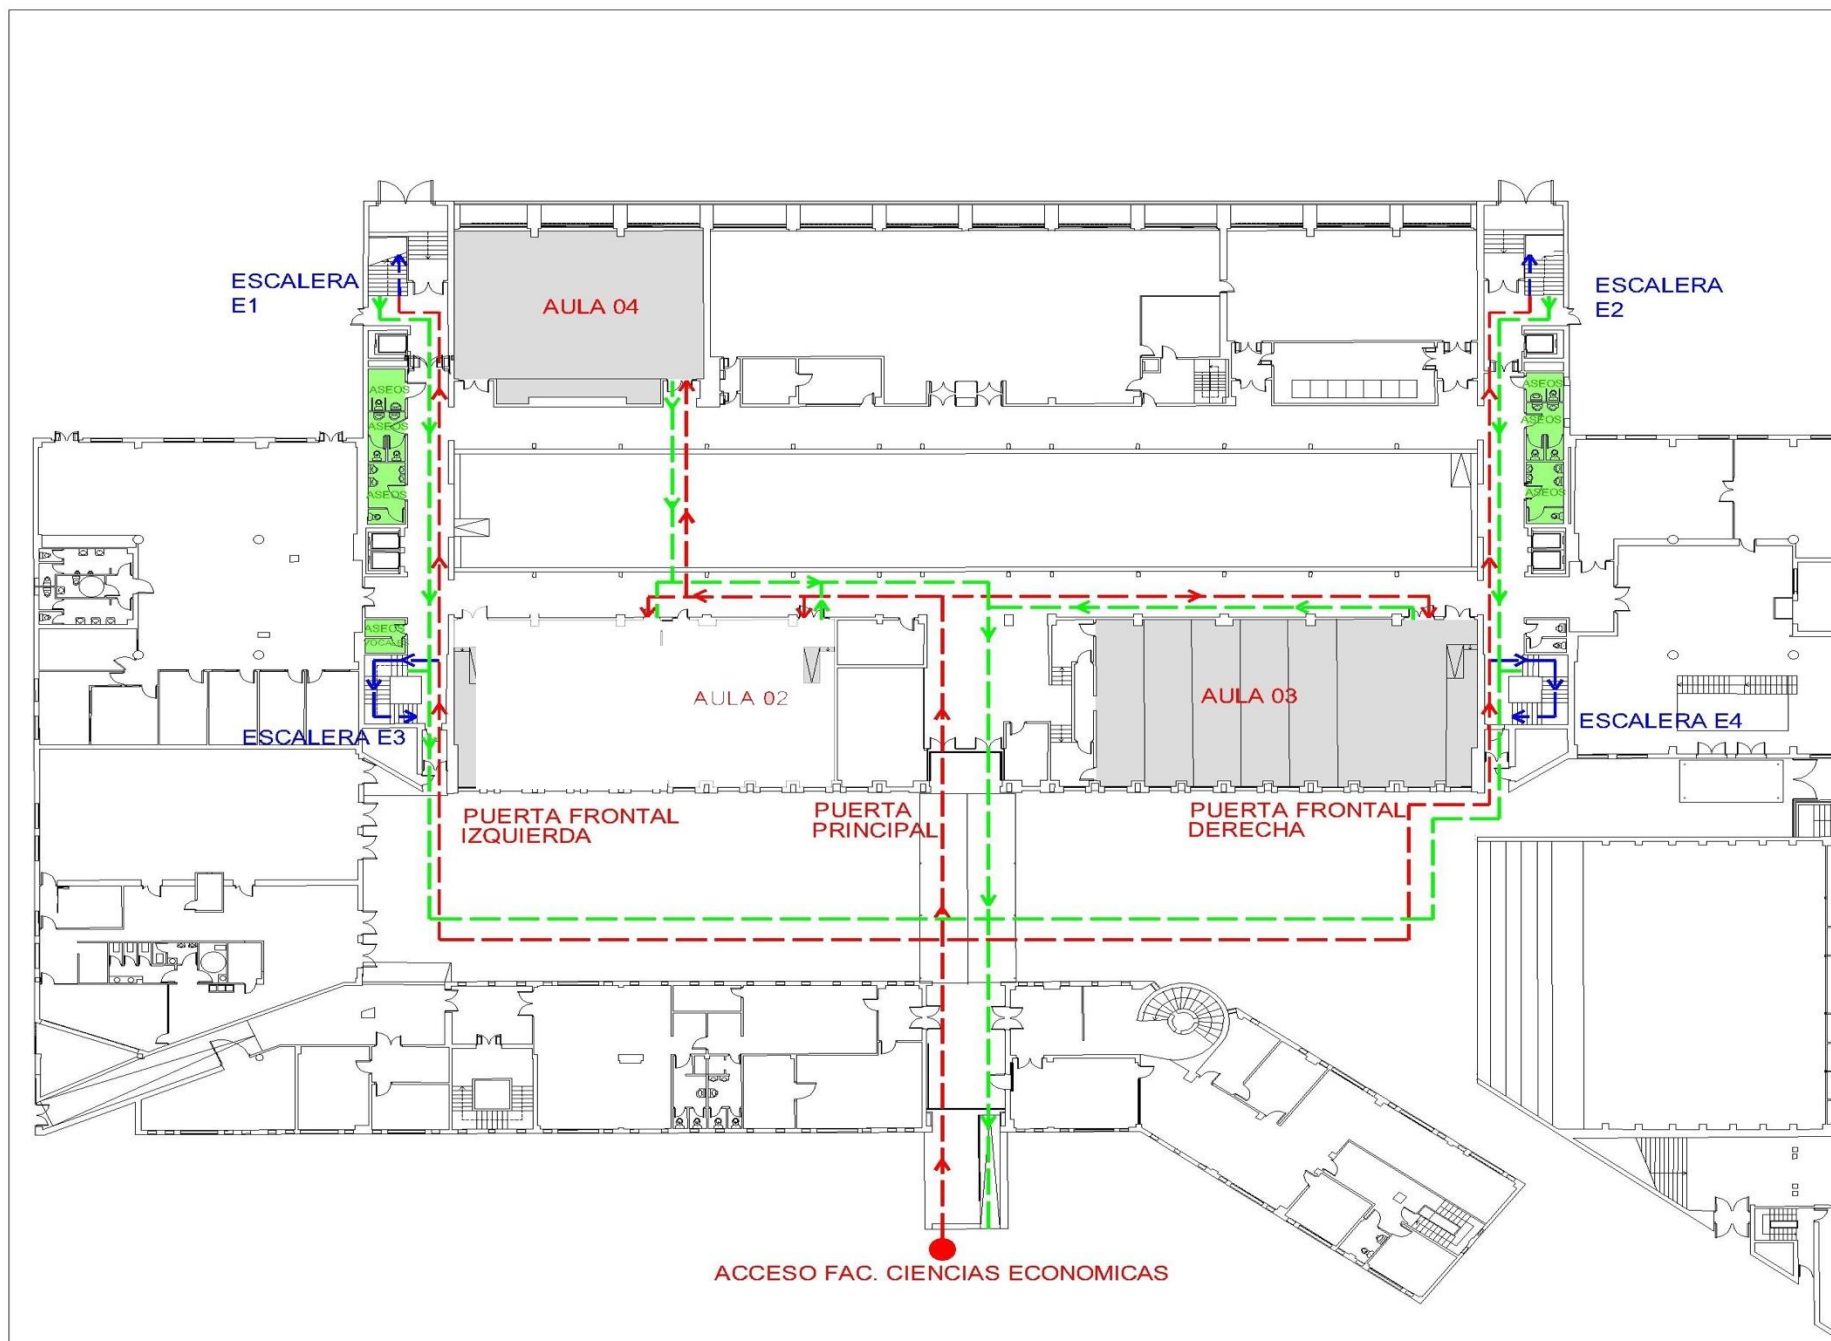 ESCALERA
E1
AULA 04
ESCALERA
E2
ASEOS
ASEOS
ASEOS
ASEOS
ASEOS
ASEOS
ASEOS
VOCALES
AULA 02
AULA 03
ESCALERA E3
ESCALERA E4
PUERTA FRONTAL
IZQUIERDA
PUERTA
PRINCIPAL
PUERTA FRONTAL
DERECHA
ACCESO FAC. CIENCIAS ECONOMICAS